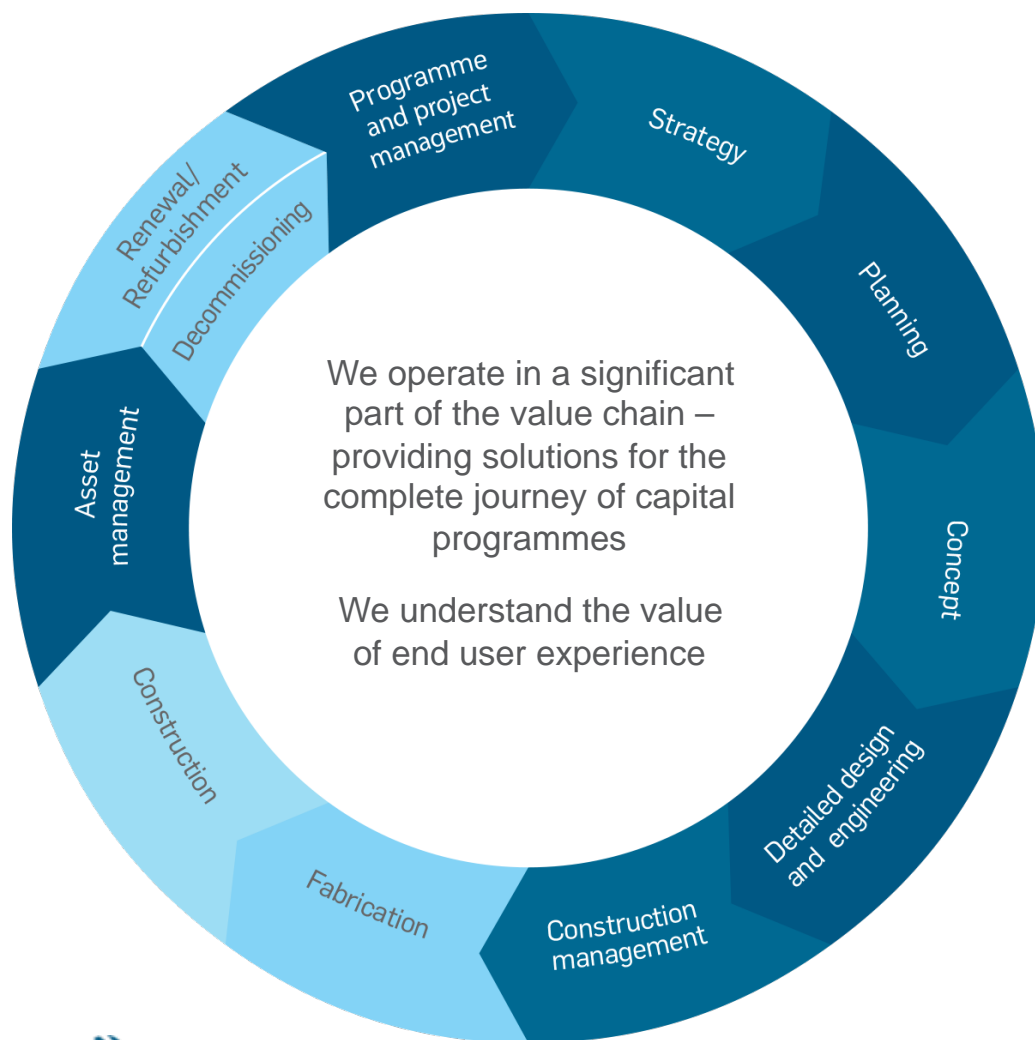 Programme
and project
management
Strategy
Planning
Concept
Detailed design
and engineering
Construction
management
Fabrication
Construction
Asset
management
Renewal/
Refurbishment
Decommissioning
We operate in a significant
part of the value chain –
providing solutions for the
complete journey of capital
programmes
We understand the value
of end user experience